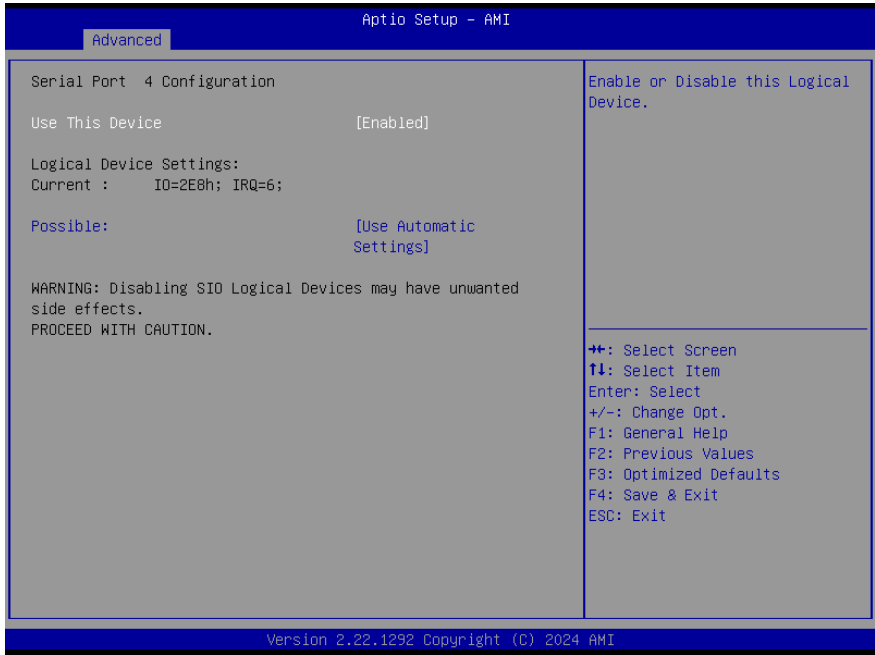 Aptio Setup – AMI
Advanced
Serial Port 4 Configuration
Use This Device [Enabled]
Logical Device Settings:
Current : IO=2E8h; IRQ=6;
Possible: [Use Automatic
Settings]
WARNING: Disabling SIO Logical Devices may have unwanted
side effects.
PROCEED WITH CAUTION.
Enable or Disable this Logical
Device.
→←: Select Screen
↑↓: Select Item
Enter: Select
+/-: Change Opt.
F1: General Help
F2: Previous Values
F3: Optimized Defaults
F4: Save & Exit
ESC: Exit
Version 2.22.1292 Copyright (C) 2024 AMI